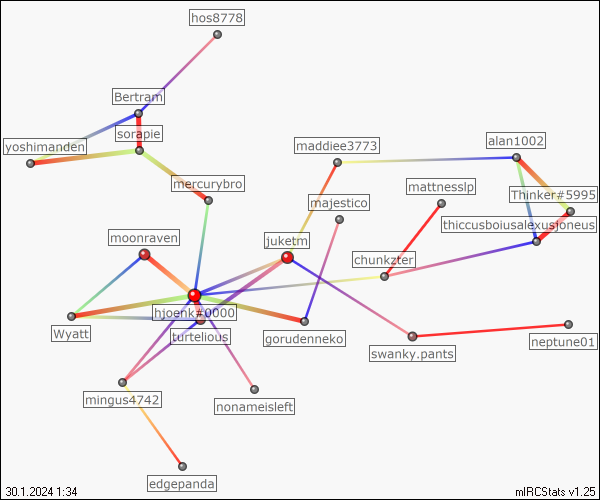 hos8778
Bertram
sorapie
yoshimanden
maddiee3773
alan1002
mercurybro
mattnesslp
Thinker#5995
majestico
thiccusboiusalexusjoneus
moonraven
juketm
chunkzter
hjoenk#0000
Wyatt
turtelious
gorudenneko
swanky.pants
neptune01
mingus4742
nonameisleft
edgepanda
30.1.2024 1:34
mIRCStats v1.25